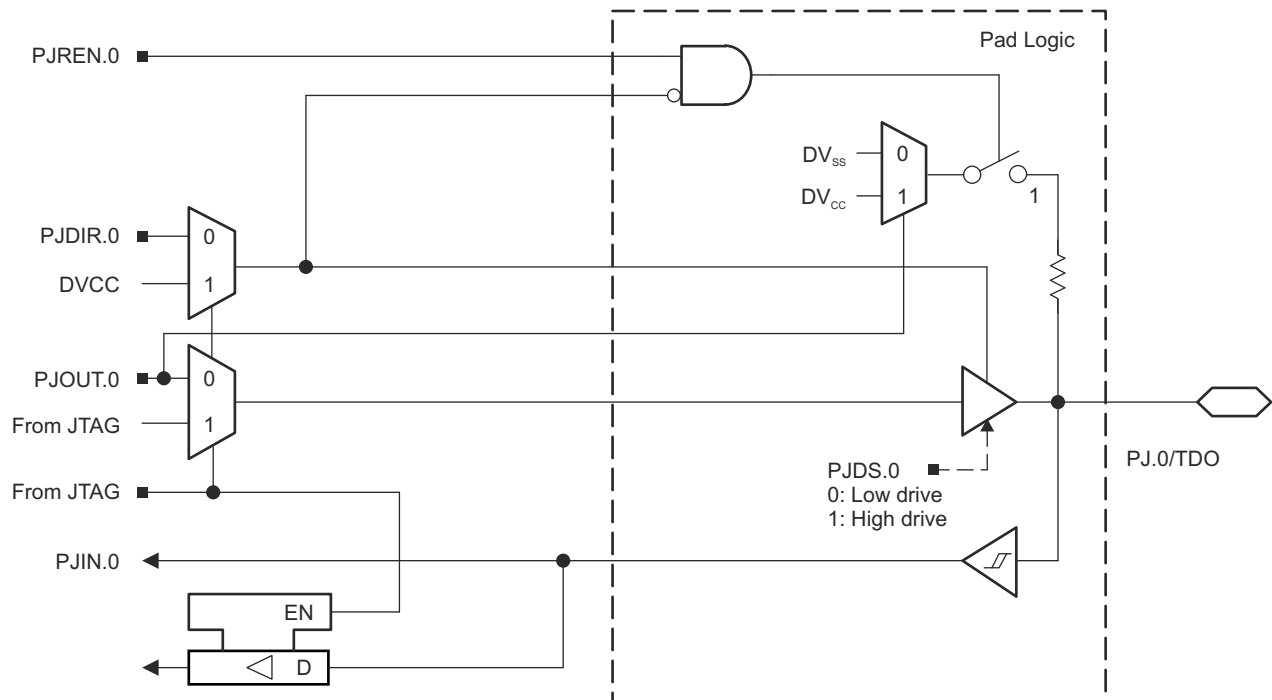 Pad Logic
PJREN.0
DVSS
0
DVCC
1
1
PJDIR.0
0
DVCC
1
PJOUT.0
0
From JTAG
1
PJDS.0
0: Low drive
1: High drive
PJ.0/TDO
From JTAG
PJIN.0
EN
D